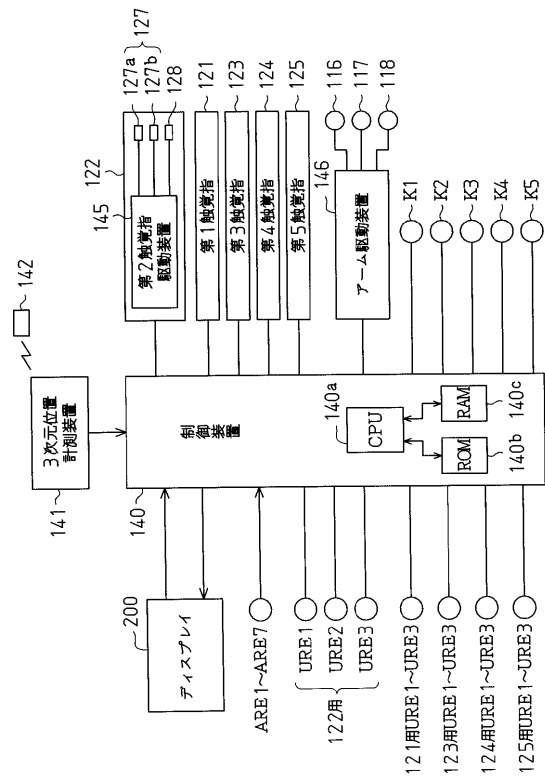 142
3次元位置
計測装置
141
127
127a
127b
128
122
145
第2触覚指
駆動装置
第1触覚指
121
第3触覚指
123
第4触覚指
124
第5触覚指
125
146
アーム駆動装置
116
117
118
K1
K2
K3
K4
K5
140
制御
装置
140a
CPU
ROM
140b
RAM
140c
200
ディスプレイ
ARE1~ARE7
122用
URE1
URE2
URE3
121用URE1~URE3
123用URE1~URE3
124用URE1~URE3
125用URE1~URE3